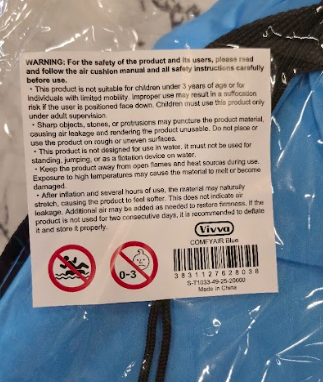 WARNING: For the safety of the product and its users, please read
and follow the air cushion manual and all safety instructions carefully
before use.
• This product is not suitable for children under 3 years of age or for
individuals with limited mobility. Improper use may result in a suffocation
risk if the user is positioned face down. Children must use this product only
under adult supervision.
• Sharp objects, stones, or protrusions may puncture the product material,
causing air leakage and rendering the product unusable. Do not place or
use the product on rough or uneven surfaces.
• This product is not designed for use in water. It must not be used for
standing, jumping, or as a flotation device on water.
• Keep the product away from open flames and heat sources during use.
Exposure to high temperatures may cause the material to melt or become
damaged.
• After inflation and several hours of use, the material may naturally
stretch, causing the product to feel softer. This does not indicate air
leakage. Additional air may be added as needed to restore firmness. If the
product is not used for two consecutive days, it is recommended to deflate
it and store it properly.
0-3
Vivva
COMFYAIR Blue
3831127628038
S-T1033-49-25-20000
Made in China